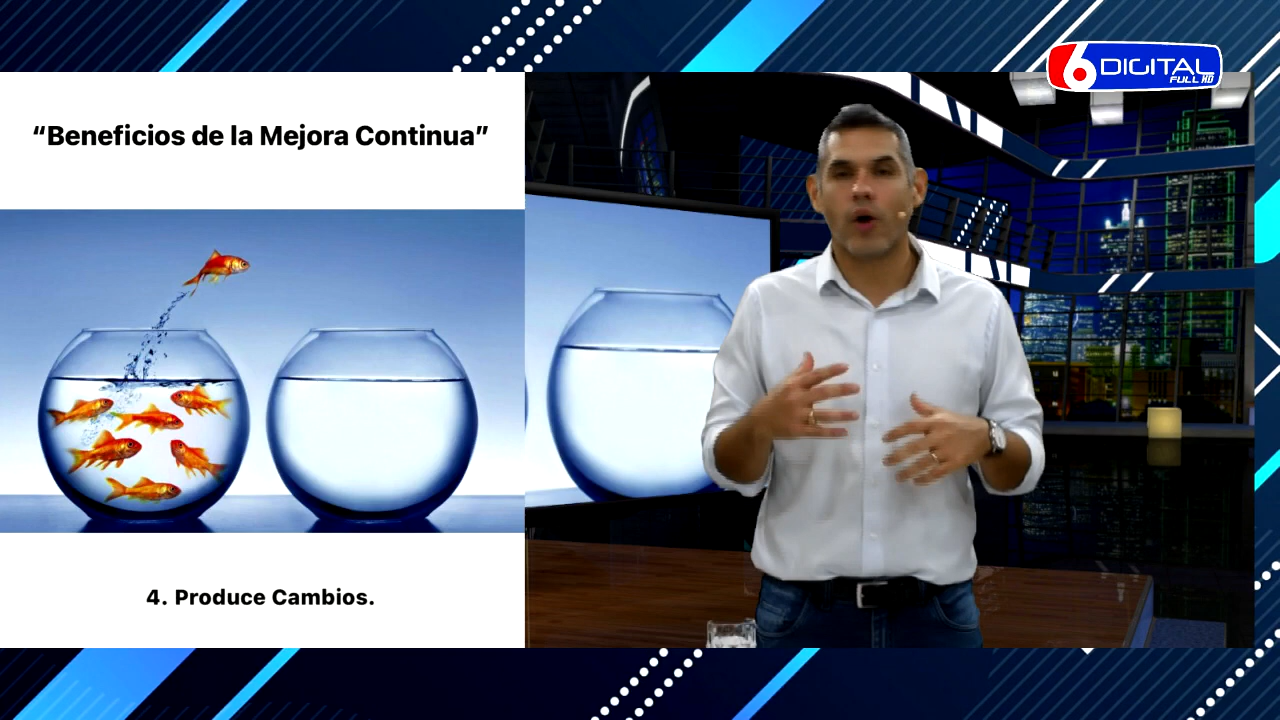 “Beneficios de la Mejora Continua”
6 DIGITAL
FULL HD
4. Produce Cambios.